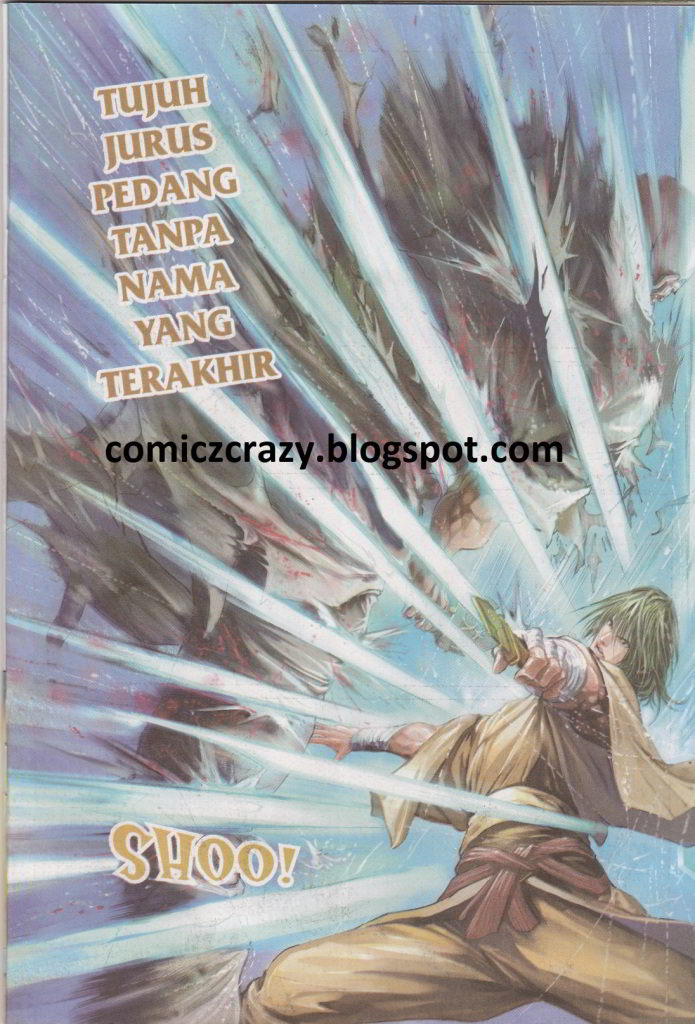 TUJUH
JURUS
PEDANG
TANPA
NAMA
YANG
TERAKHIR
comiczcrazy.blogspot.com
SHOO!